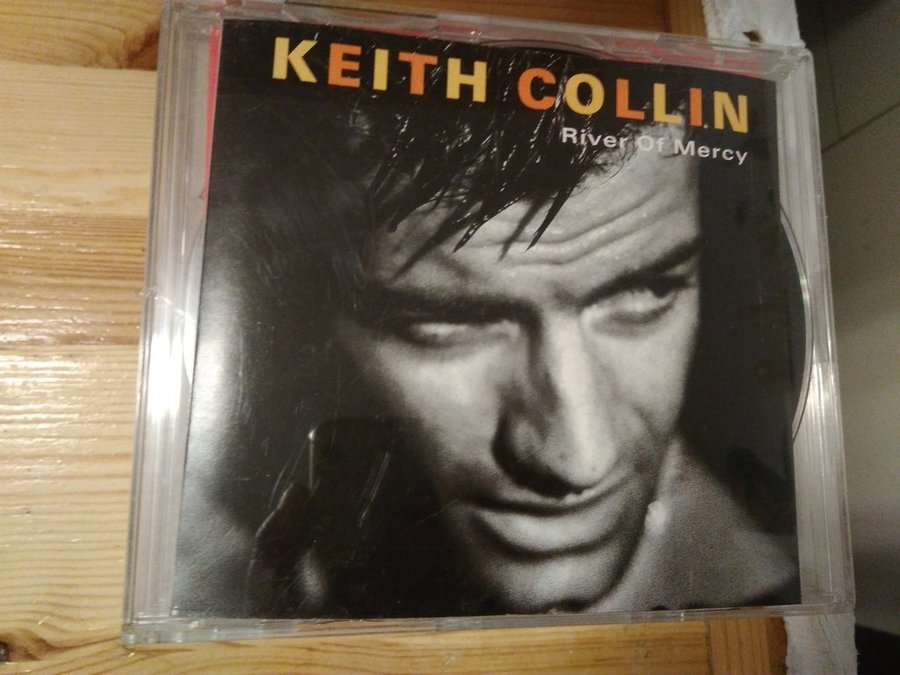 KEITH COLLIN
River Of Mercy